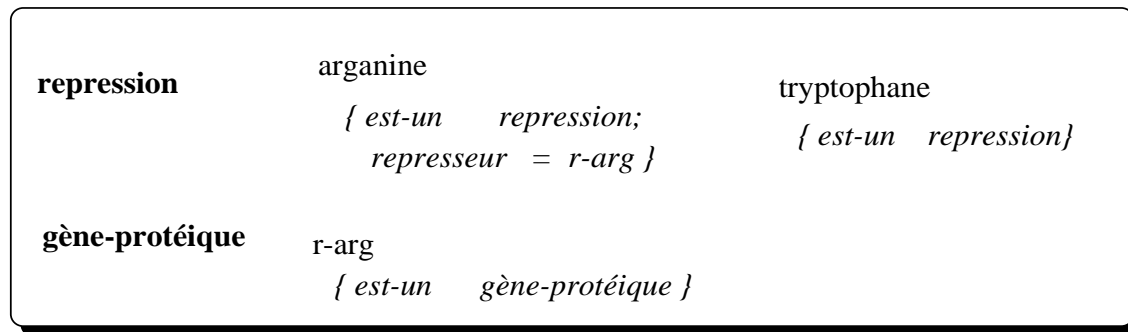 repression
arganine
{ est-un repression;
represseur = r-arg }
tryptophane
{ est-un repression}
gène-protéique
r-arg
{ est-un gène-protéique }